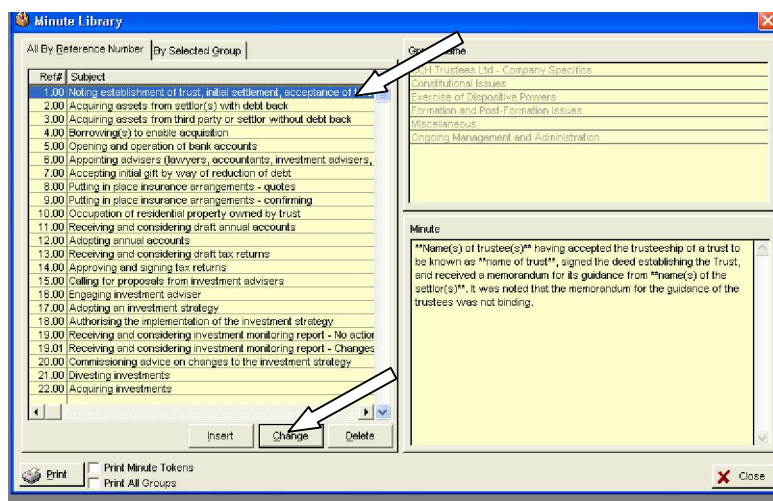 Minute Library
All By Reference Number
By Selected Group
Ref# Subject
1.00 Noting establishment of trust, initial settlement, acceptance of
2.00 Acquiring assets from settlor(s) with debt back
3.00 Acquiring assets from third party or settlor without debt back
4.00 Borrowing(s) to enable acquisition
5.00 Opening and operation of bank accounts
6.00 Appointing advisers (lawyers, accountants, investment advisers,
7.00 Accepting initial gift by way of reduction of debt
8.00 Putting in place insurance arrangements - quotes
9.00 Putting in place insurance arrangements - confirming
10.00 Occupation of residential property owned by trust
11.00 Receiving and considering draft annual accounts
12.00 Adopting annual accounts
13.00 Receiving and considering draft tax returns
14.00 Approving and signing tax returns
15.00 Calling for proposals from investment advisers
16.00 Engaging investment adviser
17.00 Adopting an investment strategy
18.00 Authorising the implementation of the investment strategy
19.00 Receiving and considering investment monitoring report - No action
19.01 Receiving and considering investment monitoring report - Changes
20.00 Commissioning advice on changes to the investment strategy
21.00 Divesting investments
22.00 Acquiring investments
Insert
Change
Delete
Print
Print Minute Tokens
Print All Groups
Trustees Ltd - Company Specifics
Constitutional Issues
Exercise of Dispositive Powers
Formation and Post-Formation Issues
Miscellaneous
Ongoing Management and Administration
Minute
**Name(s) of trustee(s)** having accepted the trusteeship of a trust to
be known as **name of trust**, signed the deed establishing the Trust,
and received a memorandum for its guidance from **name(s) of the
settlor(s)**. It was noted that the memorandum for the guidance of the
trustees was not binding.
Close